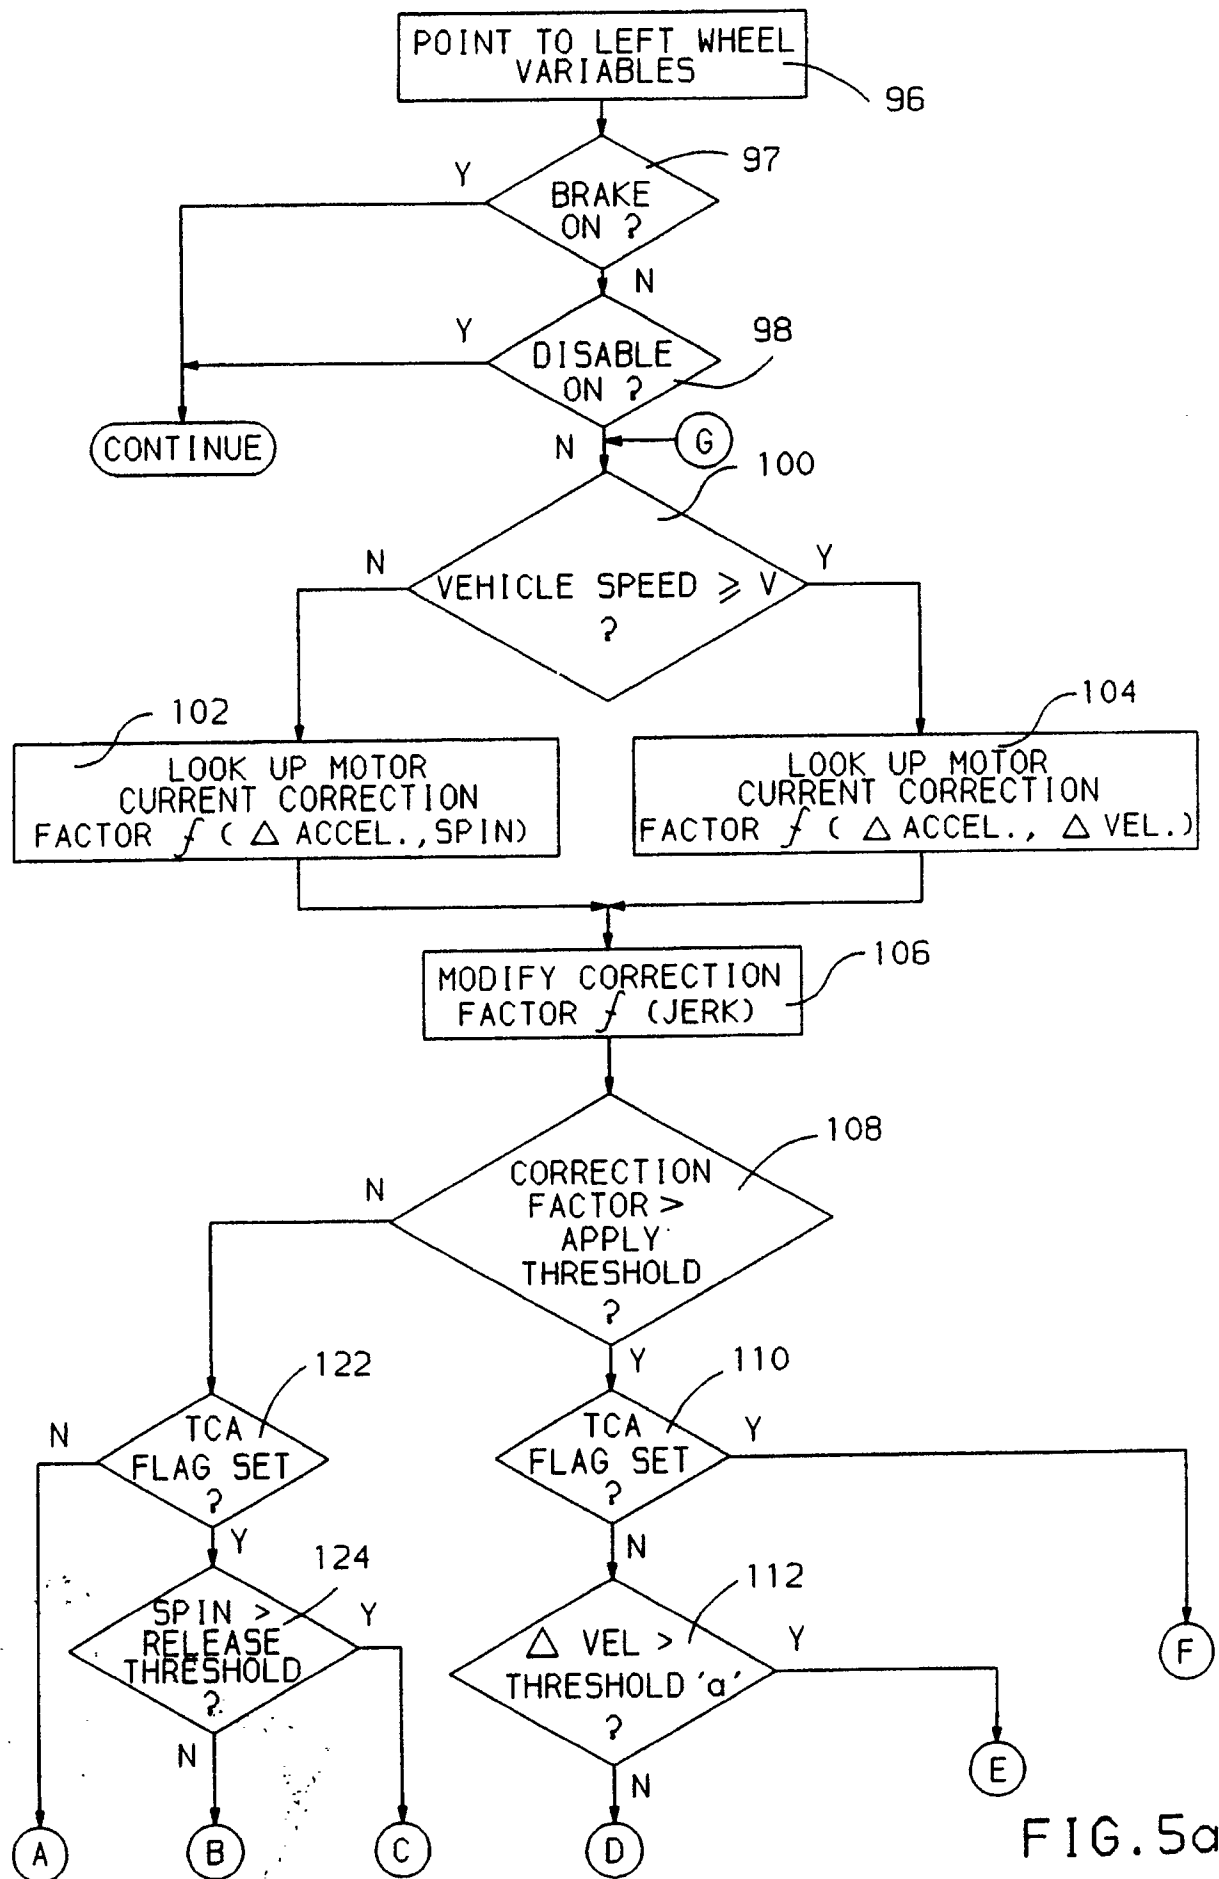 POINT TO LEFT WHEEL
VARIABLES
96
97
Y
BRAKE
ON ?
N
98
Y
DISABLE
ON ?
CONTINUE
N
G
100
N
Y
VEHICLE SPEED ⩾ V
?
102
104
LOOK UP MOTOR
CURRENT CORRECTION
FACTOR ƒ ( △ ACCEL., SPIN)
LOOK UP MOTOR
CURRENT CORRECTION
FACTOR ƒ ( △ ACCEL., △ VEL.)
106
MODIFY CORRECTION
FACTOR ƒ (JERK)
108
N
CORRECTION
FACTOR >
APPLY
THRESHOLD
?
Y
122
110
N
TCA
FLAG SET
?
Y
TCA
FLAG SET
?
Y
N
124
112
SPIN >
RELEASE
THRESHOLD
?
Y
N
△ VEL >
THRESHOLD 'a'
?
Y
N
F
E
A
B
C
D
FIG.5a